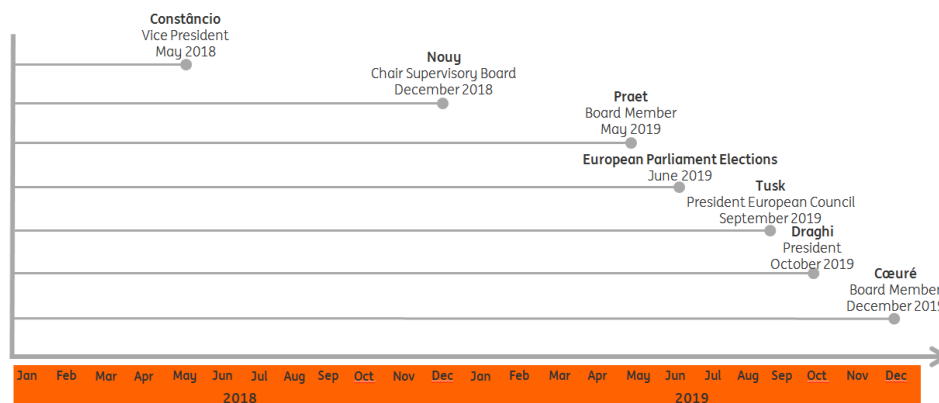 Constâncio
Vice President
May 2018
Nouy
Chair Supervisory Board
December 2018
Praet
Board Member
May 2019
European Parliament Elections
June 2019
Tusk
President European Council
September 2019
Draghi
President
October 2019
Cœuré
Board Member
December 2019
Jan Feb Mar Apr May Jun Jul Aug Sep Oct Nov Dec Jan Feb Mar Apr May Jun Jul Aug Sep Oct Nov Dec
2018 2019